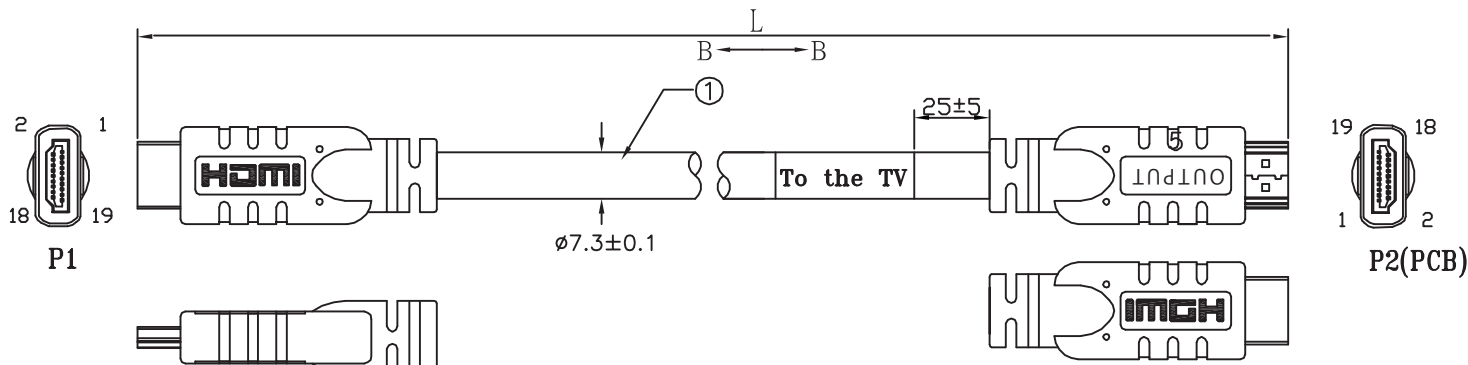 L
B B
1
25±5
2 1
19 18
5
HDMI
To the TV
OUTPUT
18 19
1 2
ø7.3±0.1
P1
P2(PCB)
HDMI